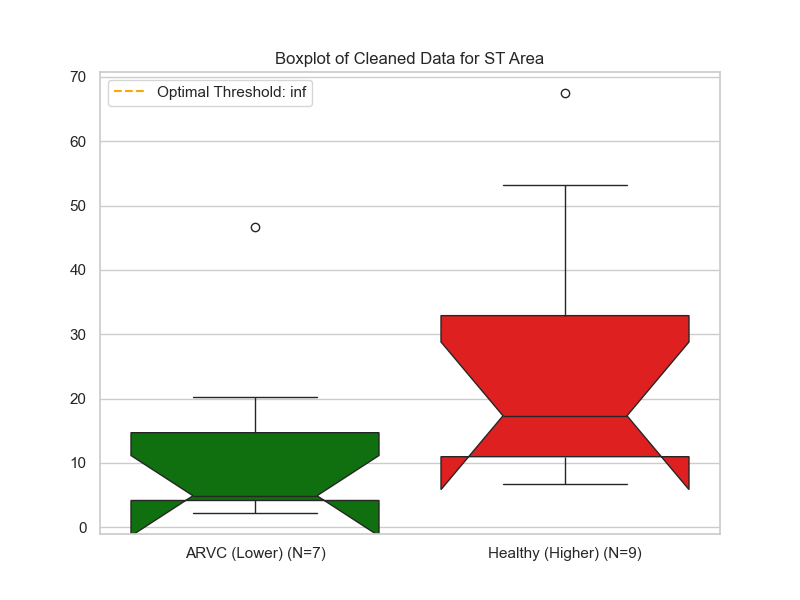 Boxplot of Cleaned Data for ST Area
70
Optimal Threshold: inf
60
50
40
30
20
10
0
ARVC (Lower) (N=7)
Healthy (Higher) (N=9)